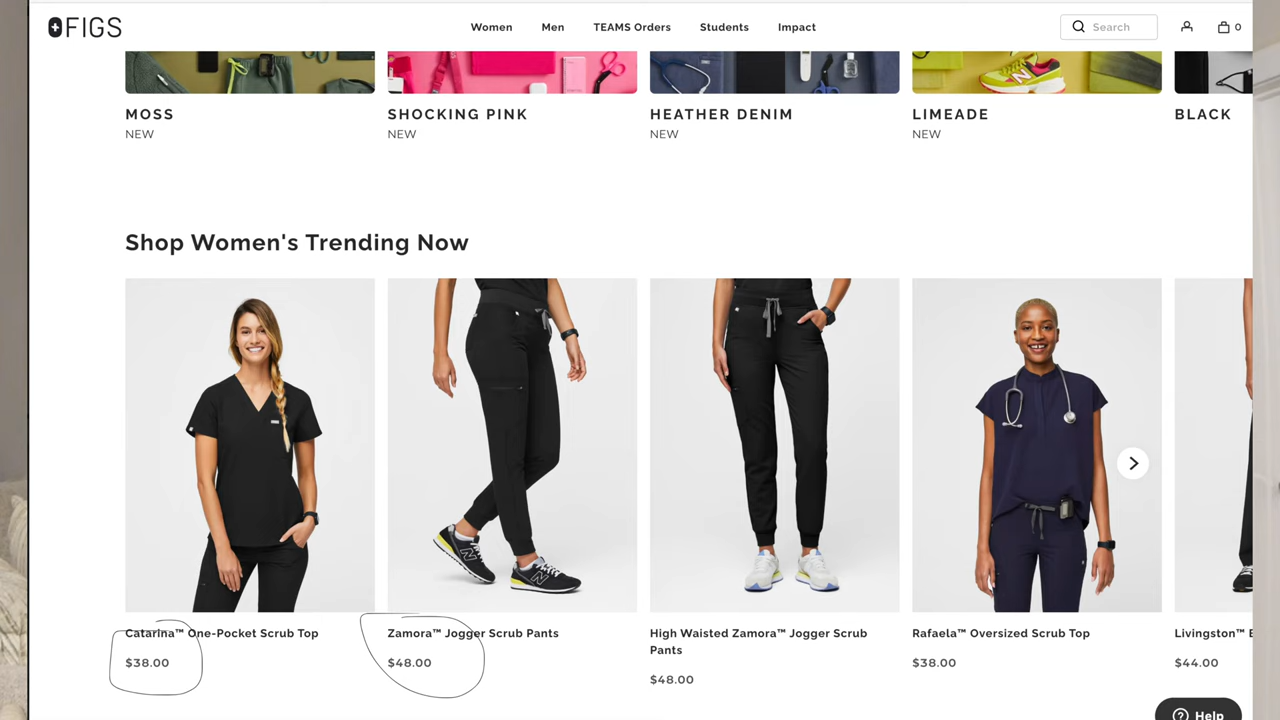 FIGS
Women Men TEAMS Orders Students Impact
Search
0
MOSS
NEW
SHOCKING PINK
NEW
HEATHER DENIM
NEW
LIMEADE
NEW
BLACK
Shop Women's Trending Now
Catarina™ One-Pocket Scrub Top
$38.00
Zamora™ Jogger Scrub Pants
$48.00
High Waisted Zamora™ Jogger Scrub
Pants
$48.00
Rafaela™ Oversized Scrub Top
$38.00
Livingston™
$44.00
Help